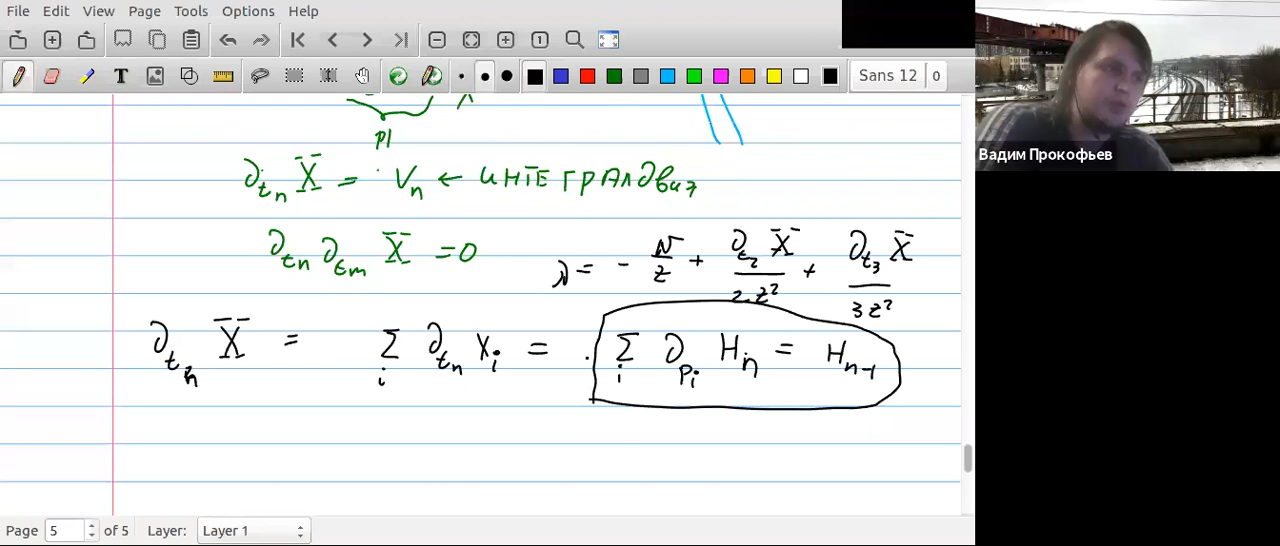 File Edit View Page Tools Options Help
T Sans 12 0
Вадим Прокофьев
p1
∂_{t_n} X̄ = V_n ← ИНТЕГРАЛ движ
∂_{t_n} ∂_{t_m} X̄ = 0
λ = - N/z + ∂_{t_2} X̄ / 2z² + ∂_{t_3} X̄ / 3z²
∂_{t_n} X̄ = Σ_i ∂_{t_n} x_i = Σ_i ∂_{p_i} H_n = H_{n-1}
Page 5 of 5 Layer: Layer 1